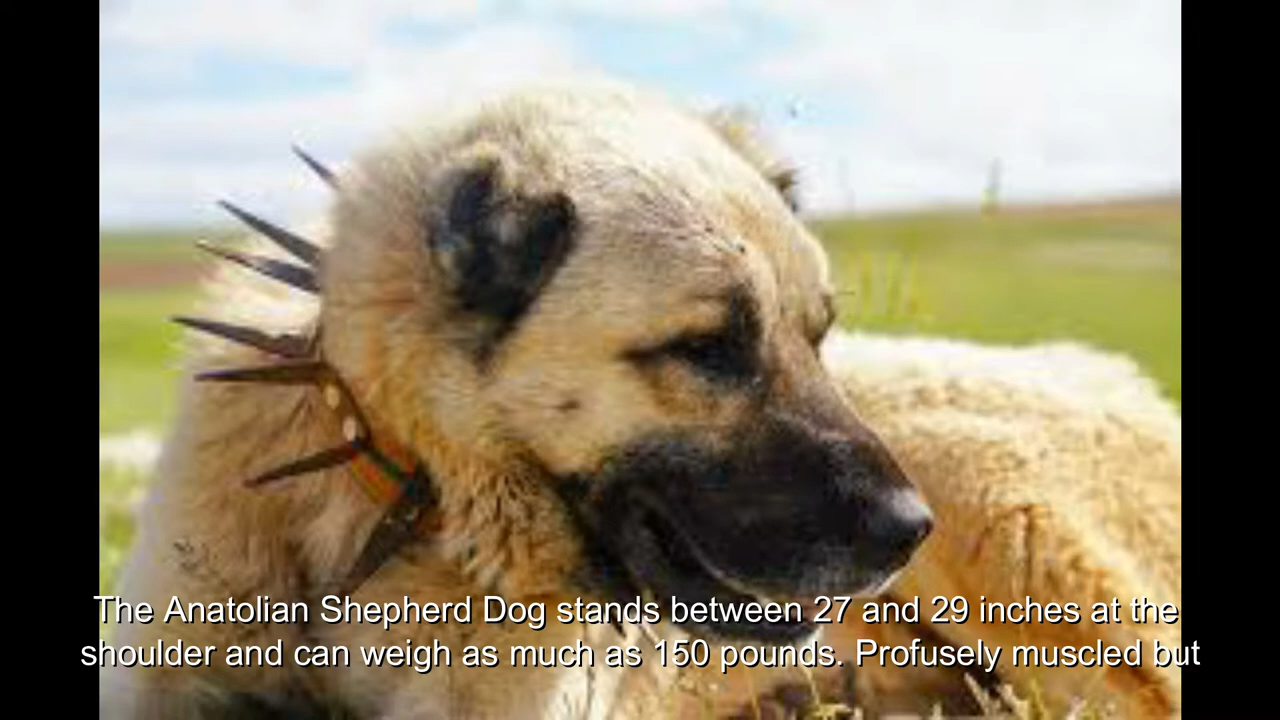 The Anatolian Shepherd Dog stands between 27 and 29 inches at the
shoulder and can weigh as much as 150 pounds. Profusely muscled but